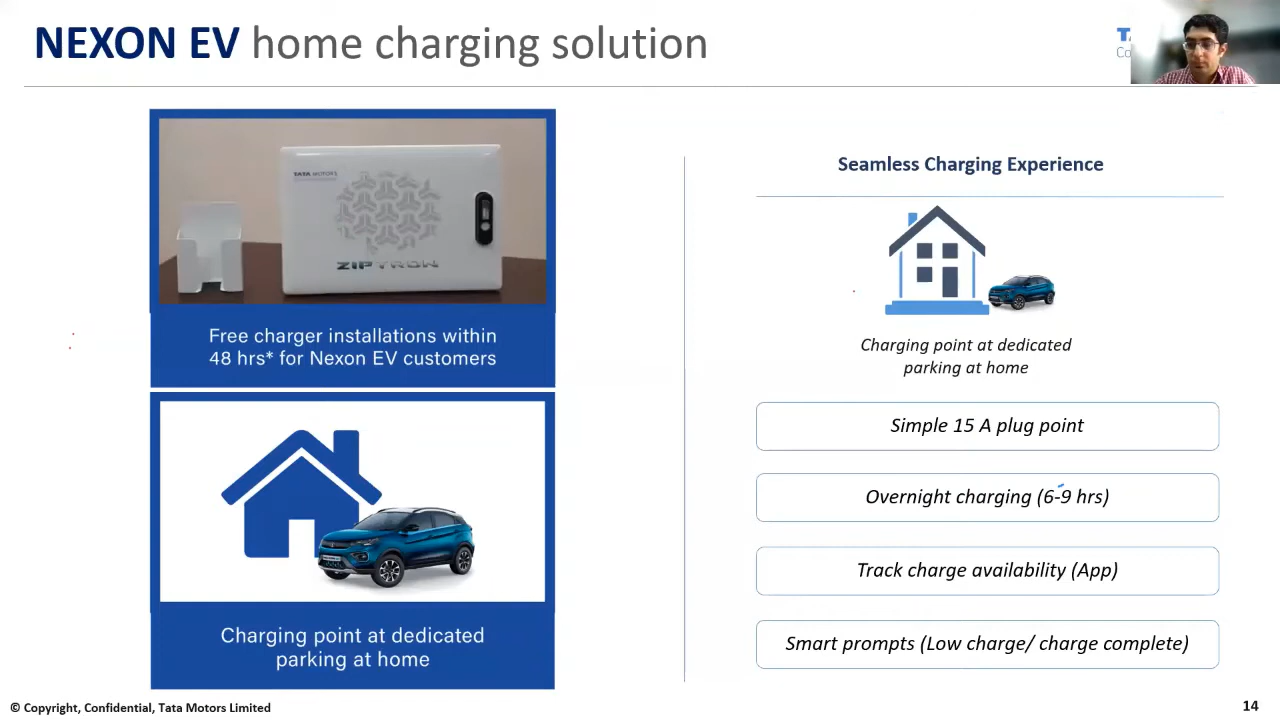 NEXON EV home charging solution
TATA MOTORS
ZIPTRON
Free charger installations within
48 hrs* for Nexon EV customers
Charging point at dedicated
parking at home
Seamless Charging Experience
Charging point at dedicated
parking at home
Simple 15 A plug point
Overnight charging (6-9 hrs)
Track charge availability (App)
Smart prompts (Low charge/ charge complete)
© Copyright, Confidential, Tata Motors Limited
14